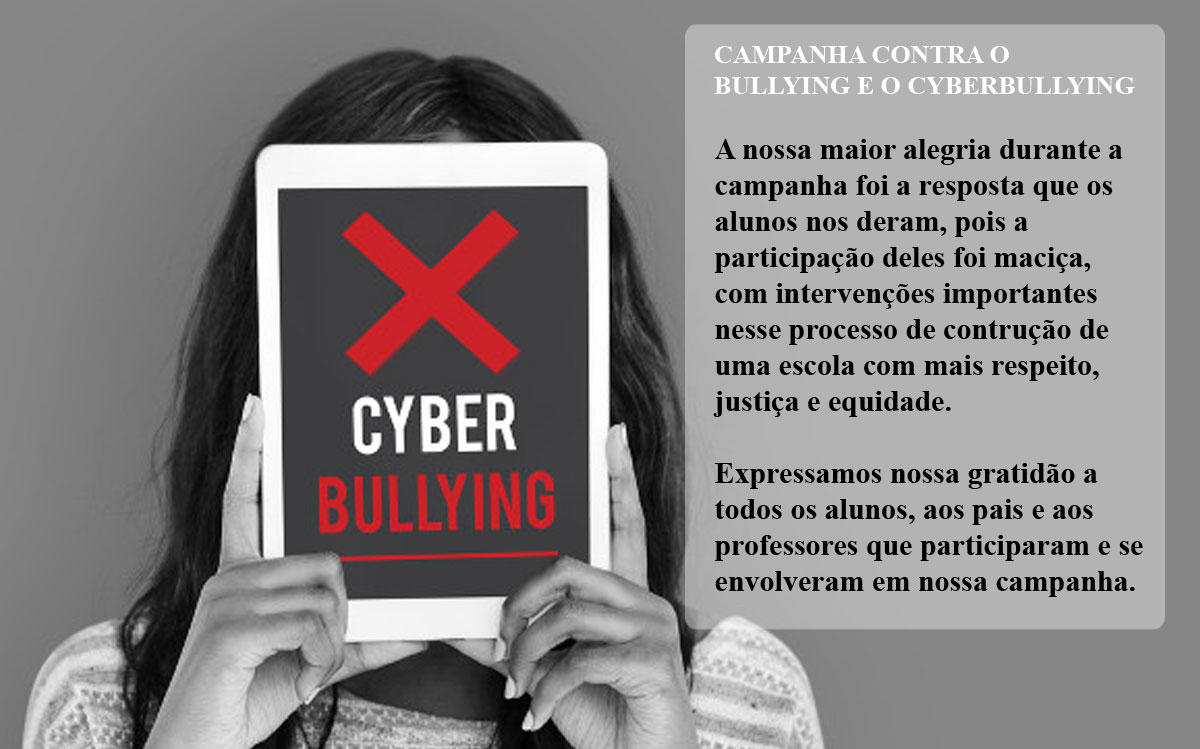 CYBER
BULLYING
CAMPANHA CONTRA O
BULLYING E O CYBERBULLYING
A nossa maior alegria durante a
campanha foi a resposta que os
alunos nos deram, pois a
participação deles foi maciça,
com intervenções importantes
nesse processo de contrução de
uma escola com mais respeito,
justiça e equidade.
Expressamos nossa gratidão a
todos os alunos, aos pais e aos
professores que participaram e se
envolveram em nossa campanha.